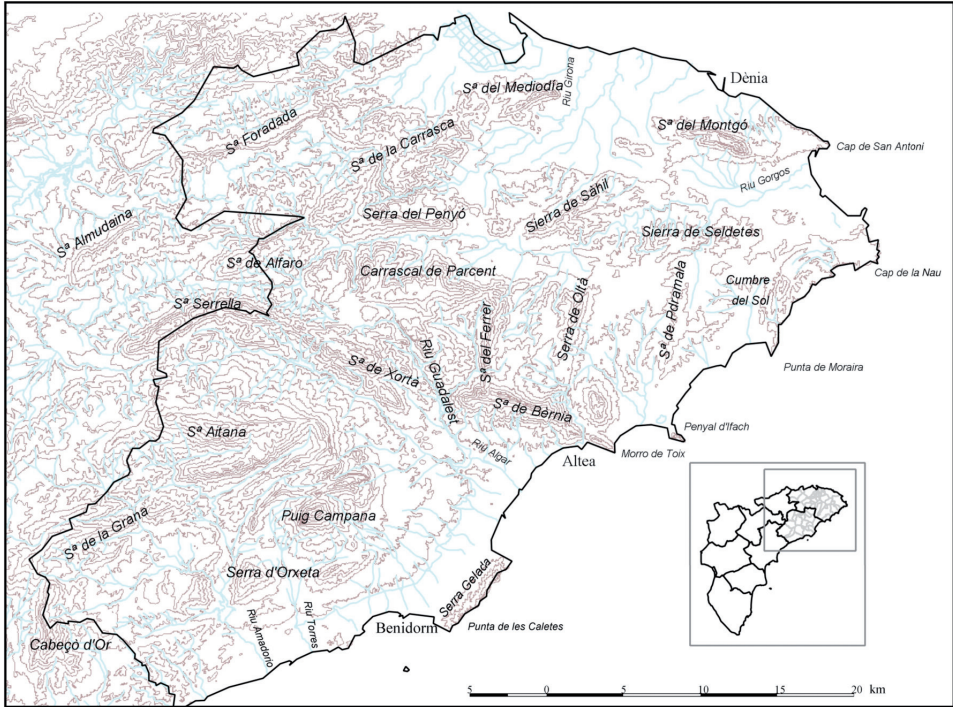 Dènia
Sª del Mediodía
Riu Girona
Sª Foradada
Sª del Montgó
Sª de la Carrasca
Cap de San Antoni
Riu Gorgos
Sierra de Sàhil
Serra del Penyó
Sª Almudaina
Sierra de Seldetes
Sª de Alfaro
Carrascal de Parcent
Cap de la Nau
Cumbre
del Sol
Sª Serrella
Serra de Oltà
Sª de Pdramala
Sª del Ferrer
Riu Guadalest
Sª de Xortà
Punta de Moraira
Sª de Bèrnia
Sª Aitana
Penyal d'Ifach
Riu Algar
Altea
Morro de Toix
Puig Campana
Sª de la Grana
Serra d'Orxeta
Serra Gelada
Riu Amadorio
Riu Torres
Benidorm
Punta de les Caletes
Cabeçò d'Or
5 0 5 10 15 20 km